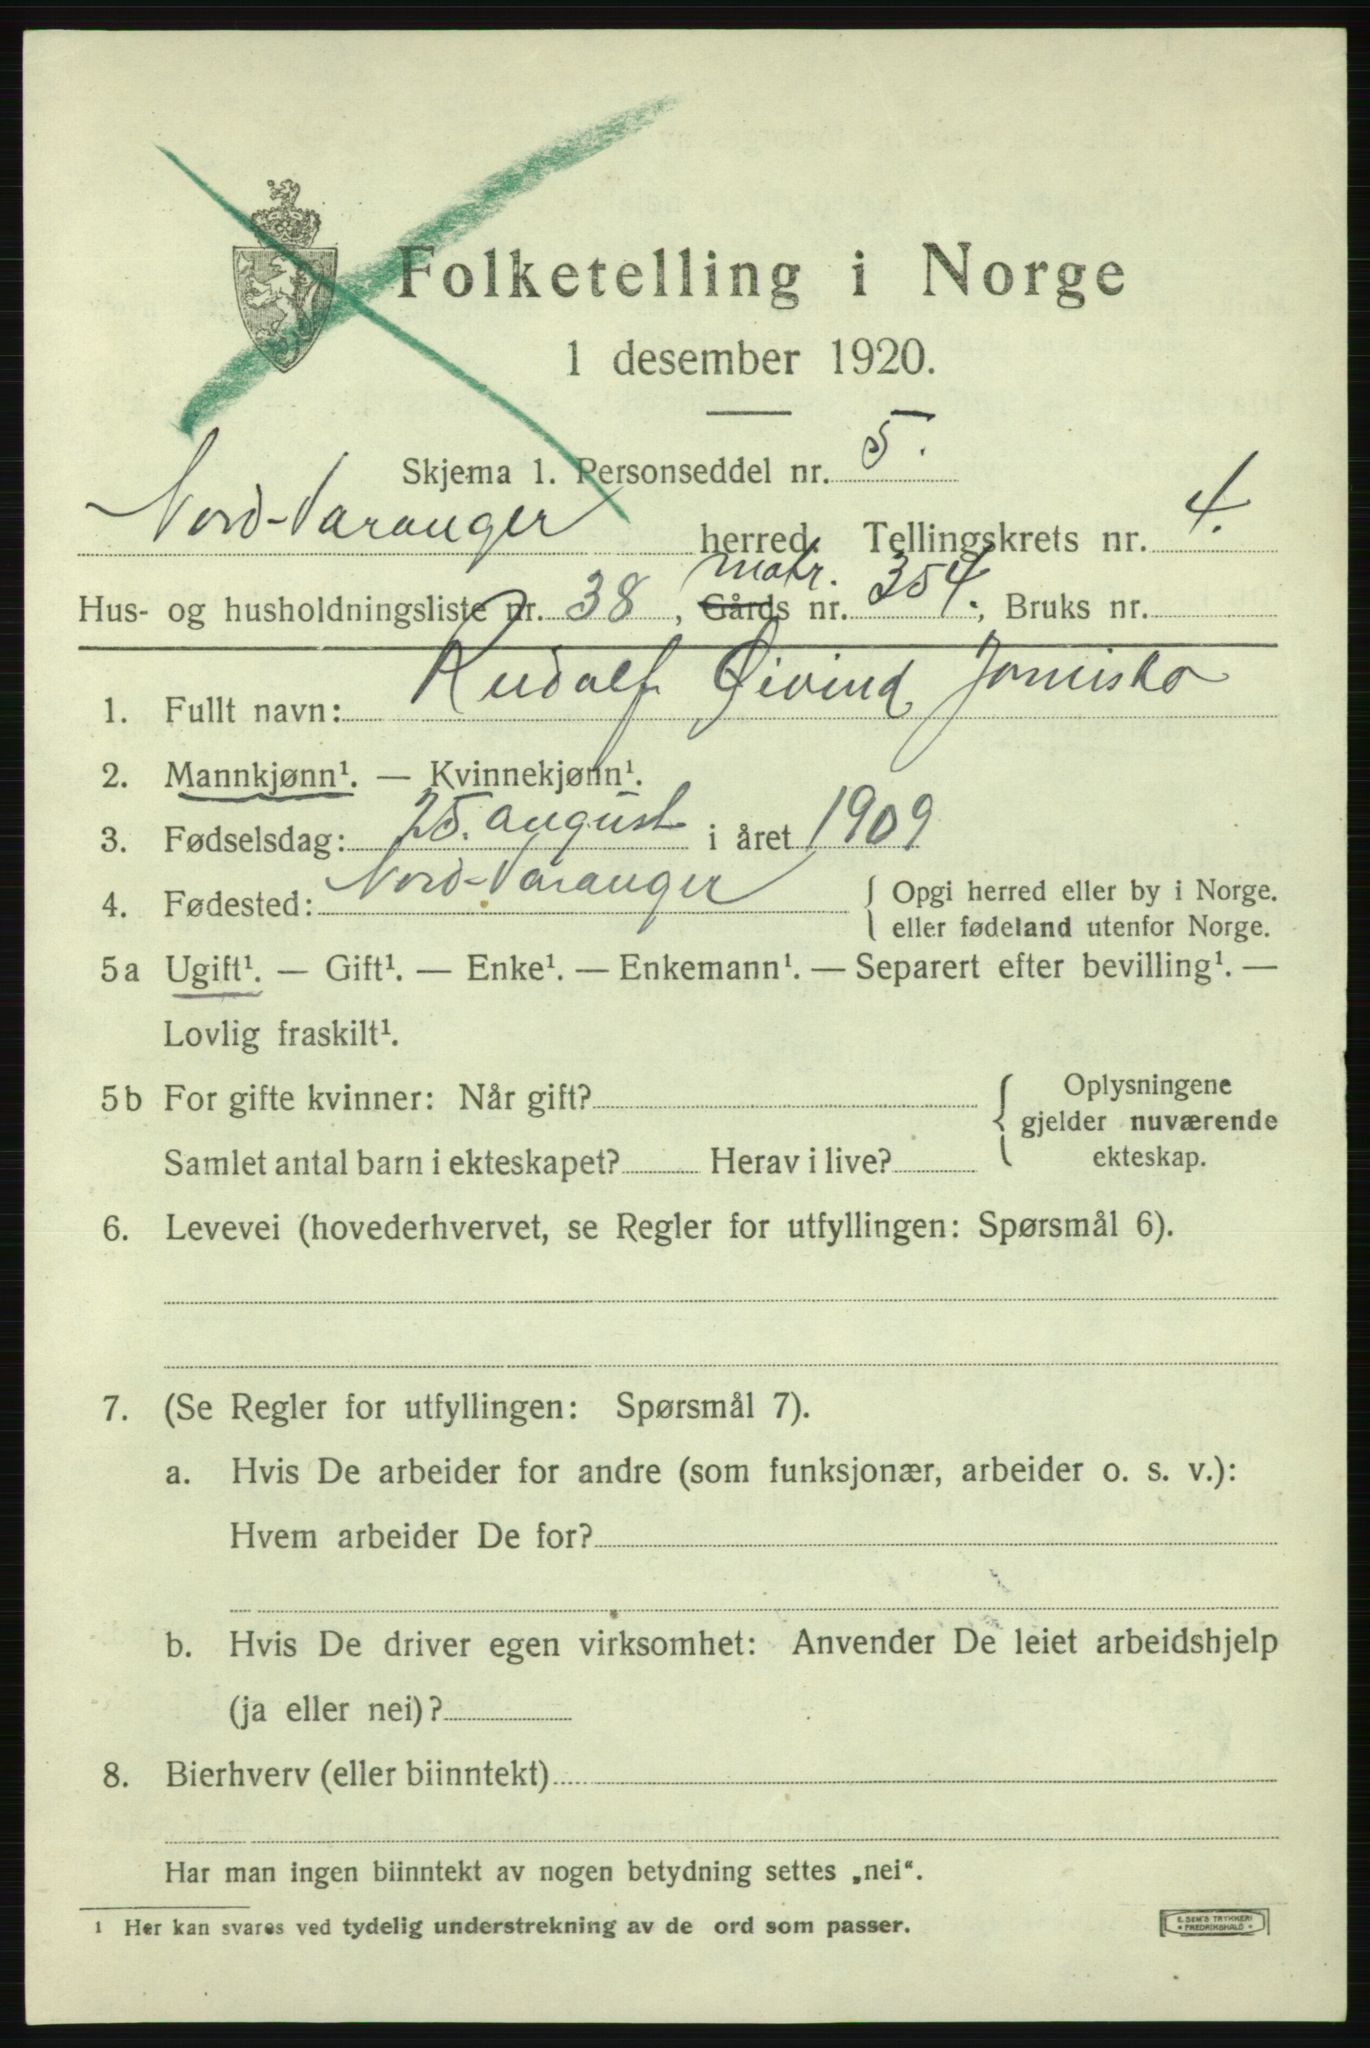 Folketelling i Norge
1 desember 1920.
Skjema 1. Personseddel nr. 5.
Nord-Varanger herred. Tellingskrets nr. 4.
matr.
Hus- og husholdningsliste nr. 38, Gårds nr. 354., Bruks nr.
1. Fullt navn: Rudolf Øivind
2. Mannkjønn¹. — Kvinnekjønn¹.
3. Fødselsdag: 25. august i året 1909
4. Fødested: Nord-Varanger { Opgi herred eller by i Norge.
eller fødeland utenfor Norge.
5a Ugift¹. — Gift¹. — Enke¹. — Enkemann¹. — Separert efter bevilling¹. —
Lovlig fraskilt¹.
5b For gifte kvinner: Når gift? { Oplysningene
gjelder nuværende
Samlet antal barn i ekteskapet? Herav i live? ekteskap.
6. Levevei (hovederhvervet, se Regler for utfyllingen: Spørsmål 6).
7. (Se Regler for utfyllingen: Spørsmål 7).
a. Hvis De arbeider for andre (som funksjonær, arbeider o. s. v.):
Hvem arbeider De for?
b. Hvis De driver egen virksomhet: Anvender De leiet arbeidshjelp
(ja eller nei)?
8. Bierhverv (eller biinntekt)
Har man ingen biinntekt av nogen betydning settes „nei“.
¹ Her kan svares ved tydelig understrekning av de ord som passer.
E. SEM'S TRYKKERI
FREDRIKSHALD